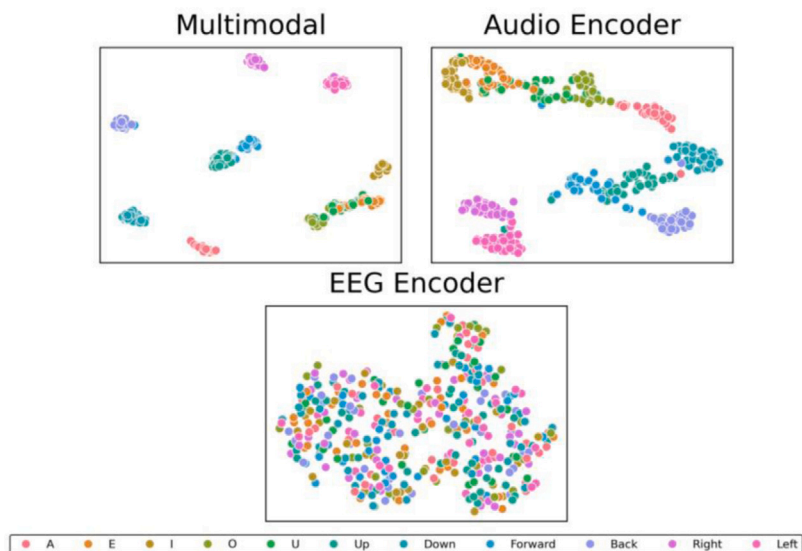 Multimodal Audio Encoder
EEG Encoder
A E I O U Up Down Forward Back Right Left